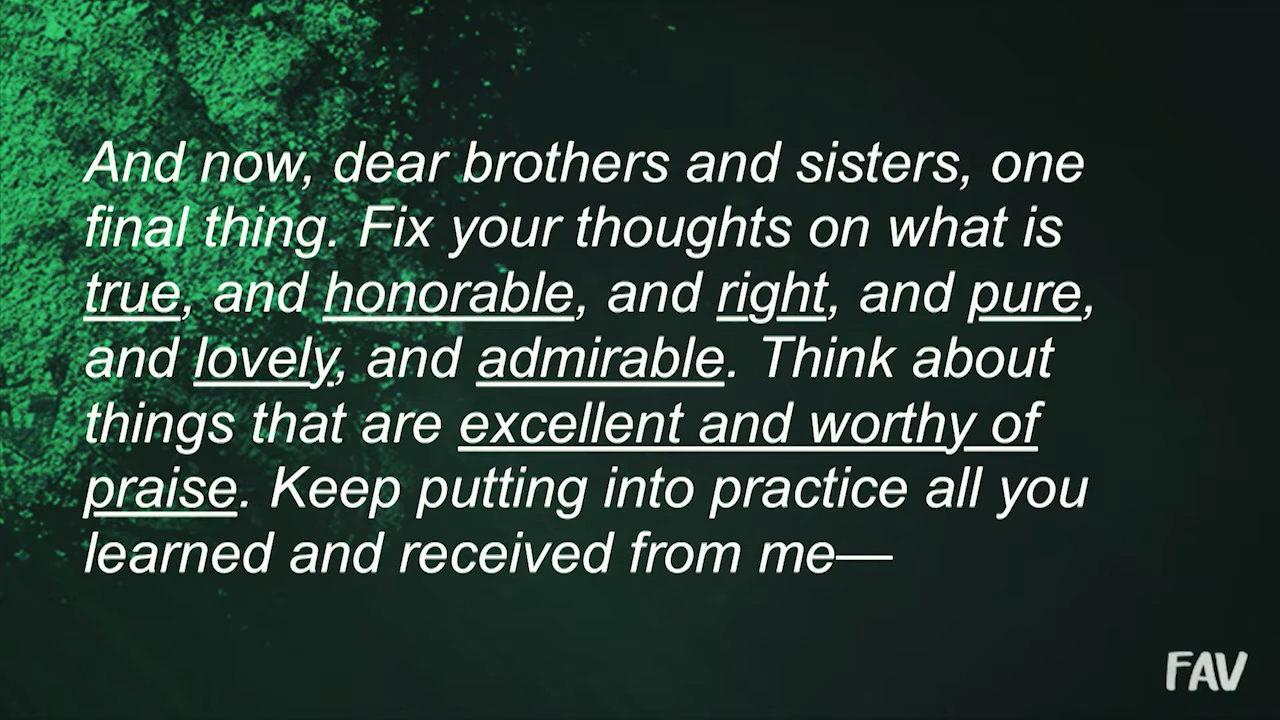 And now, dear brothers and sisters, one
final thing. Fix your thoughts on what is
true, and honorable, and right, and pure,
and lovely, and admirable. Think about
things that are excellent and worthy of
praise. Keep putting into practice all you
learned and received from me—
FAV